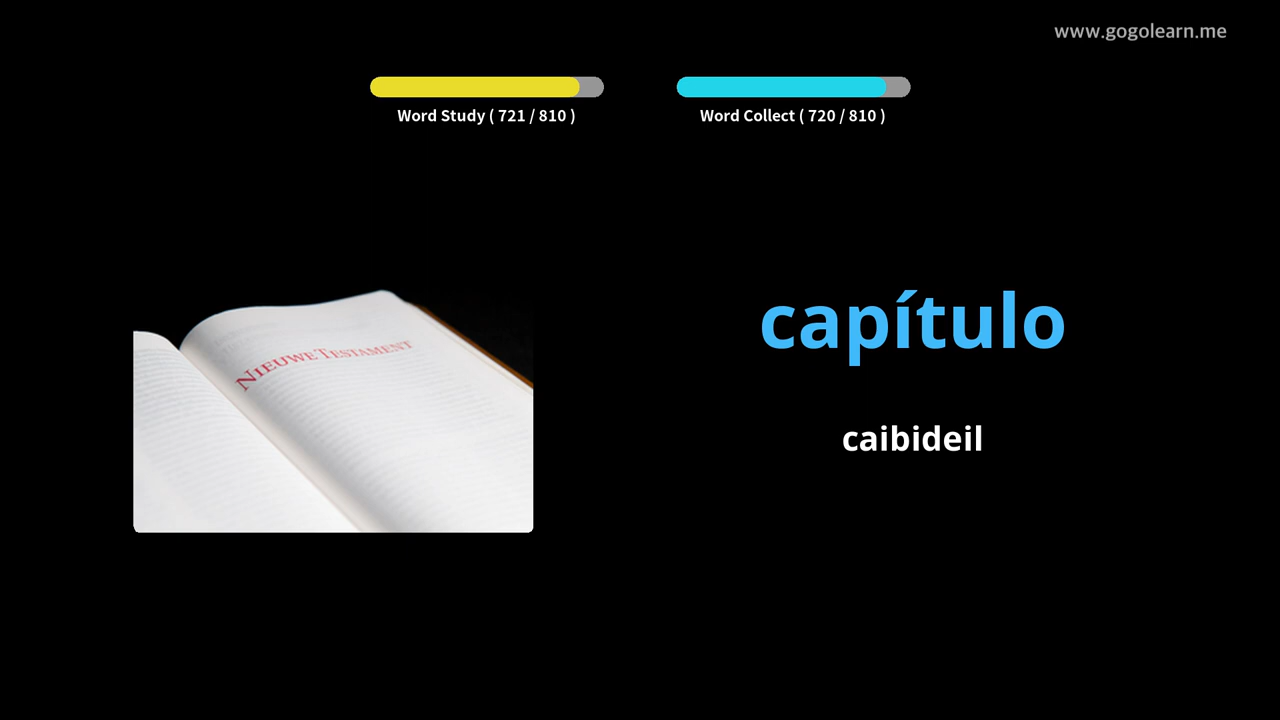 www.gogolearn.me
Word Study ( 721 / 810 )
Word Collect ( 720 / 810 )
NIEUWE TESTAMENT
capítulo
caibideil